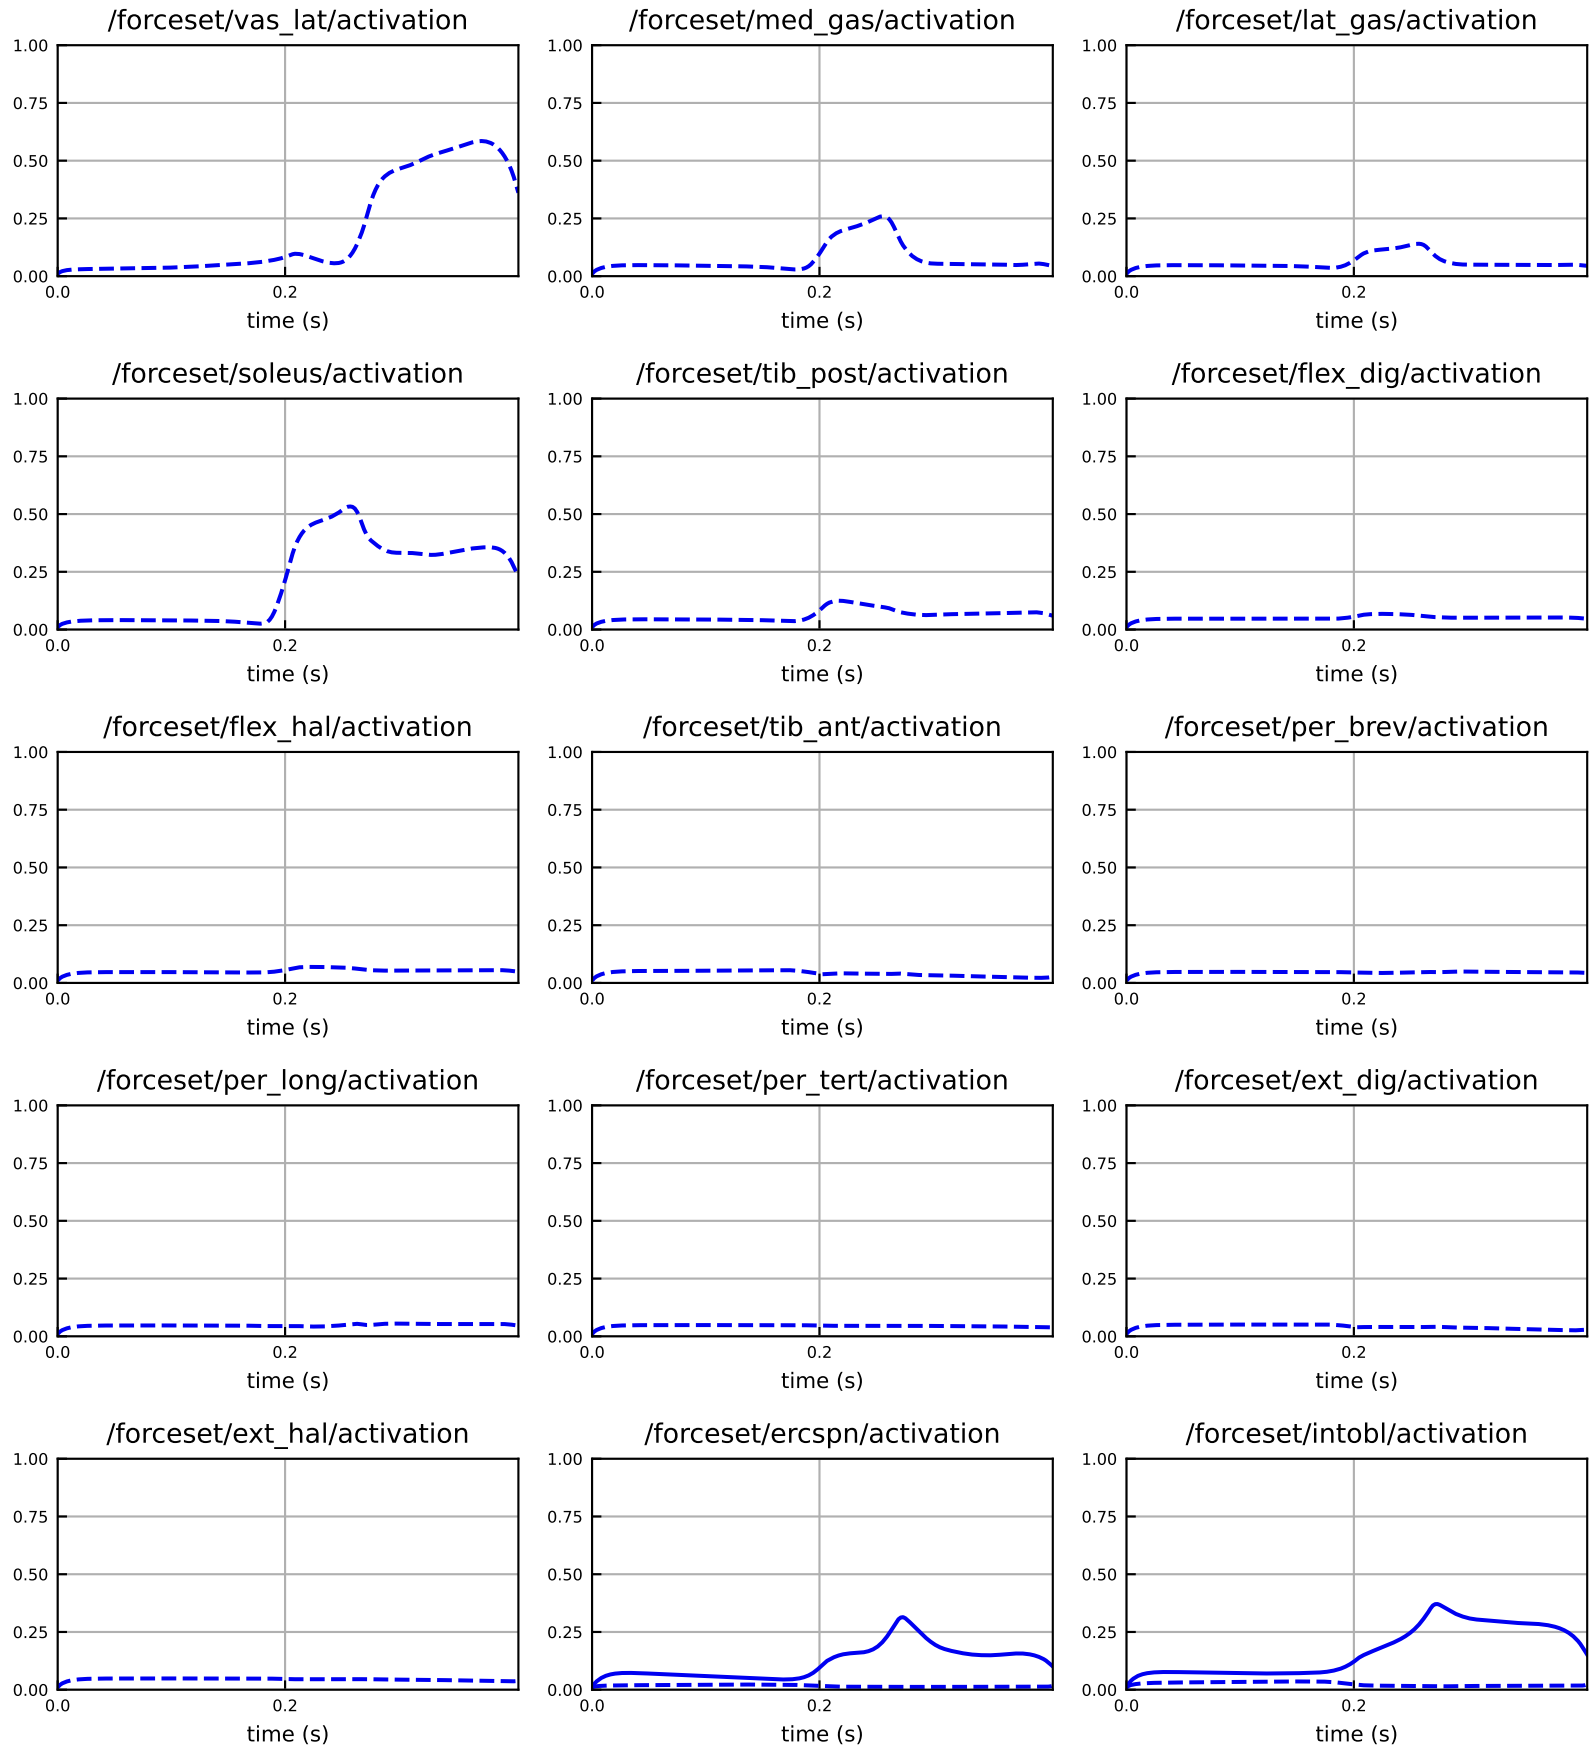 /forceset/vas_lat/activation /forceset/med_gas/activation /forceset/lat_gas/activation
1.00 1.00 1.00
0.75 0.75 0.75
0.50 0.50 0.50
0.25 0.25 0.25
0.00 0.00 0.00
0.0 0.2 0.0 0.2 0.0 0.2
time (s) time (s) time (s)
/forceset/soleus/activation /forceset/tib_post/activation /forceset/flex_dig/activation
1.00 1.00 1.00
0.75 0.75 0.75
0.50 0.50 0.50
0.25 0.25 0.25
0.00 0.00 0.00
0.0 0.2 0.0 0.2 0.0 0.2
time (s) time (s) time (s)
/forceset/flex_hal/activation /forceset/tib_ant/activation /forceset/per_brev/activation
1.00 1.00 1.00
0.75 0.75 0.75
0.50 0.50 0.50
0.25 0.25 0.25
0.00 0.00 0.00
0.0 0.2 0.0 0.2 0.0 0.2
time (s) time (s) time (s)
/forceset/per_long/activation /forceset/per_tert/activation /forceset/ext_dig/activation
1.00 1.00 1.00
0.75 0.75 0.75
0.50 0.50 0.50
0.25 0.25 0.25
0.00 0.00 0.00
0.0 0.2 0.0 0.2 0.0 0.2
time (s) time (s) time (s)
/forceset/ext_hal/activation /forceset/ercspn/activation /forceset/intobl/activation
1.00 1.00 1.00
0.75 0.75 0.75
0.50 0.50 0.50
0.25 0.25 0.25
0.00 0.00 0.00
0.0 0.2 0.0 0.2 0.0 0.2
time (s) time (s) time (s)